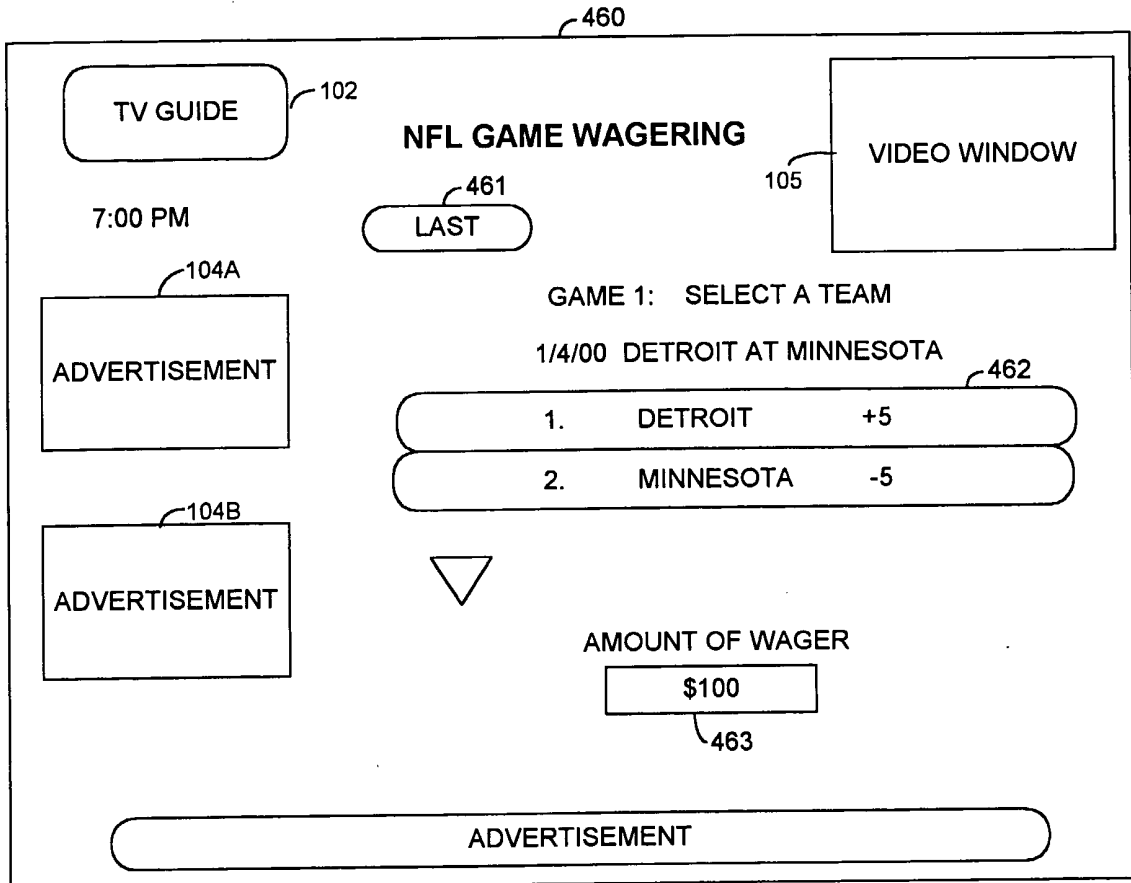 460
TV GUIDE
102
NFL GAME WAGERING
105
VIDEO WINDOW
7:00 PM
461
LAST
104A
ADVERTISEMENT
GAME 1: SELECT A TEAM
1/4/00 DETROIT AT MINNESOTA
462
1. DETROIT +5
2. MINNESOTA -5
104B
ADVERTISEMENT
AMOUNT OF WAGER
$100
463
ADVERTISEMENT